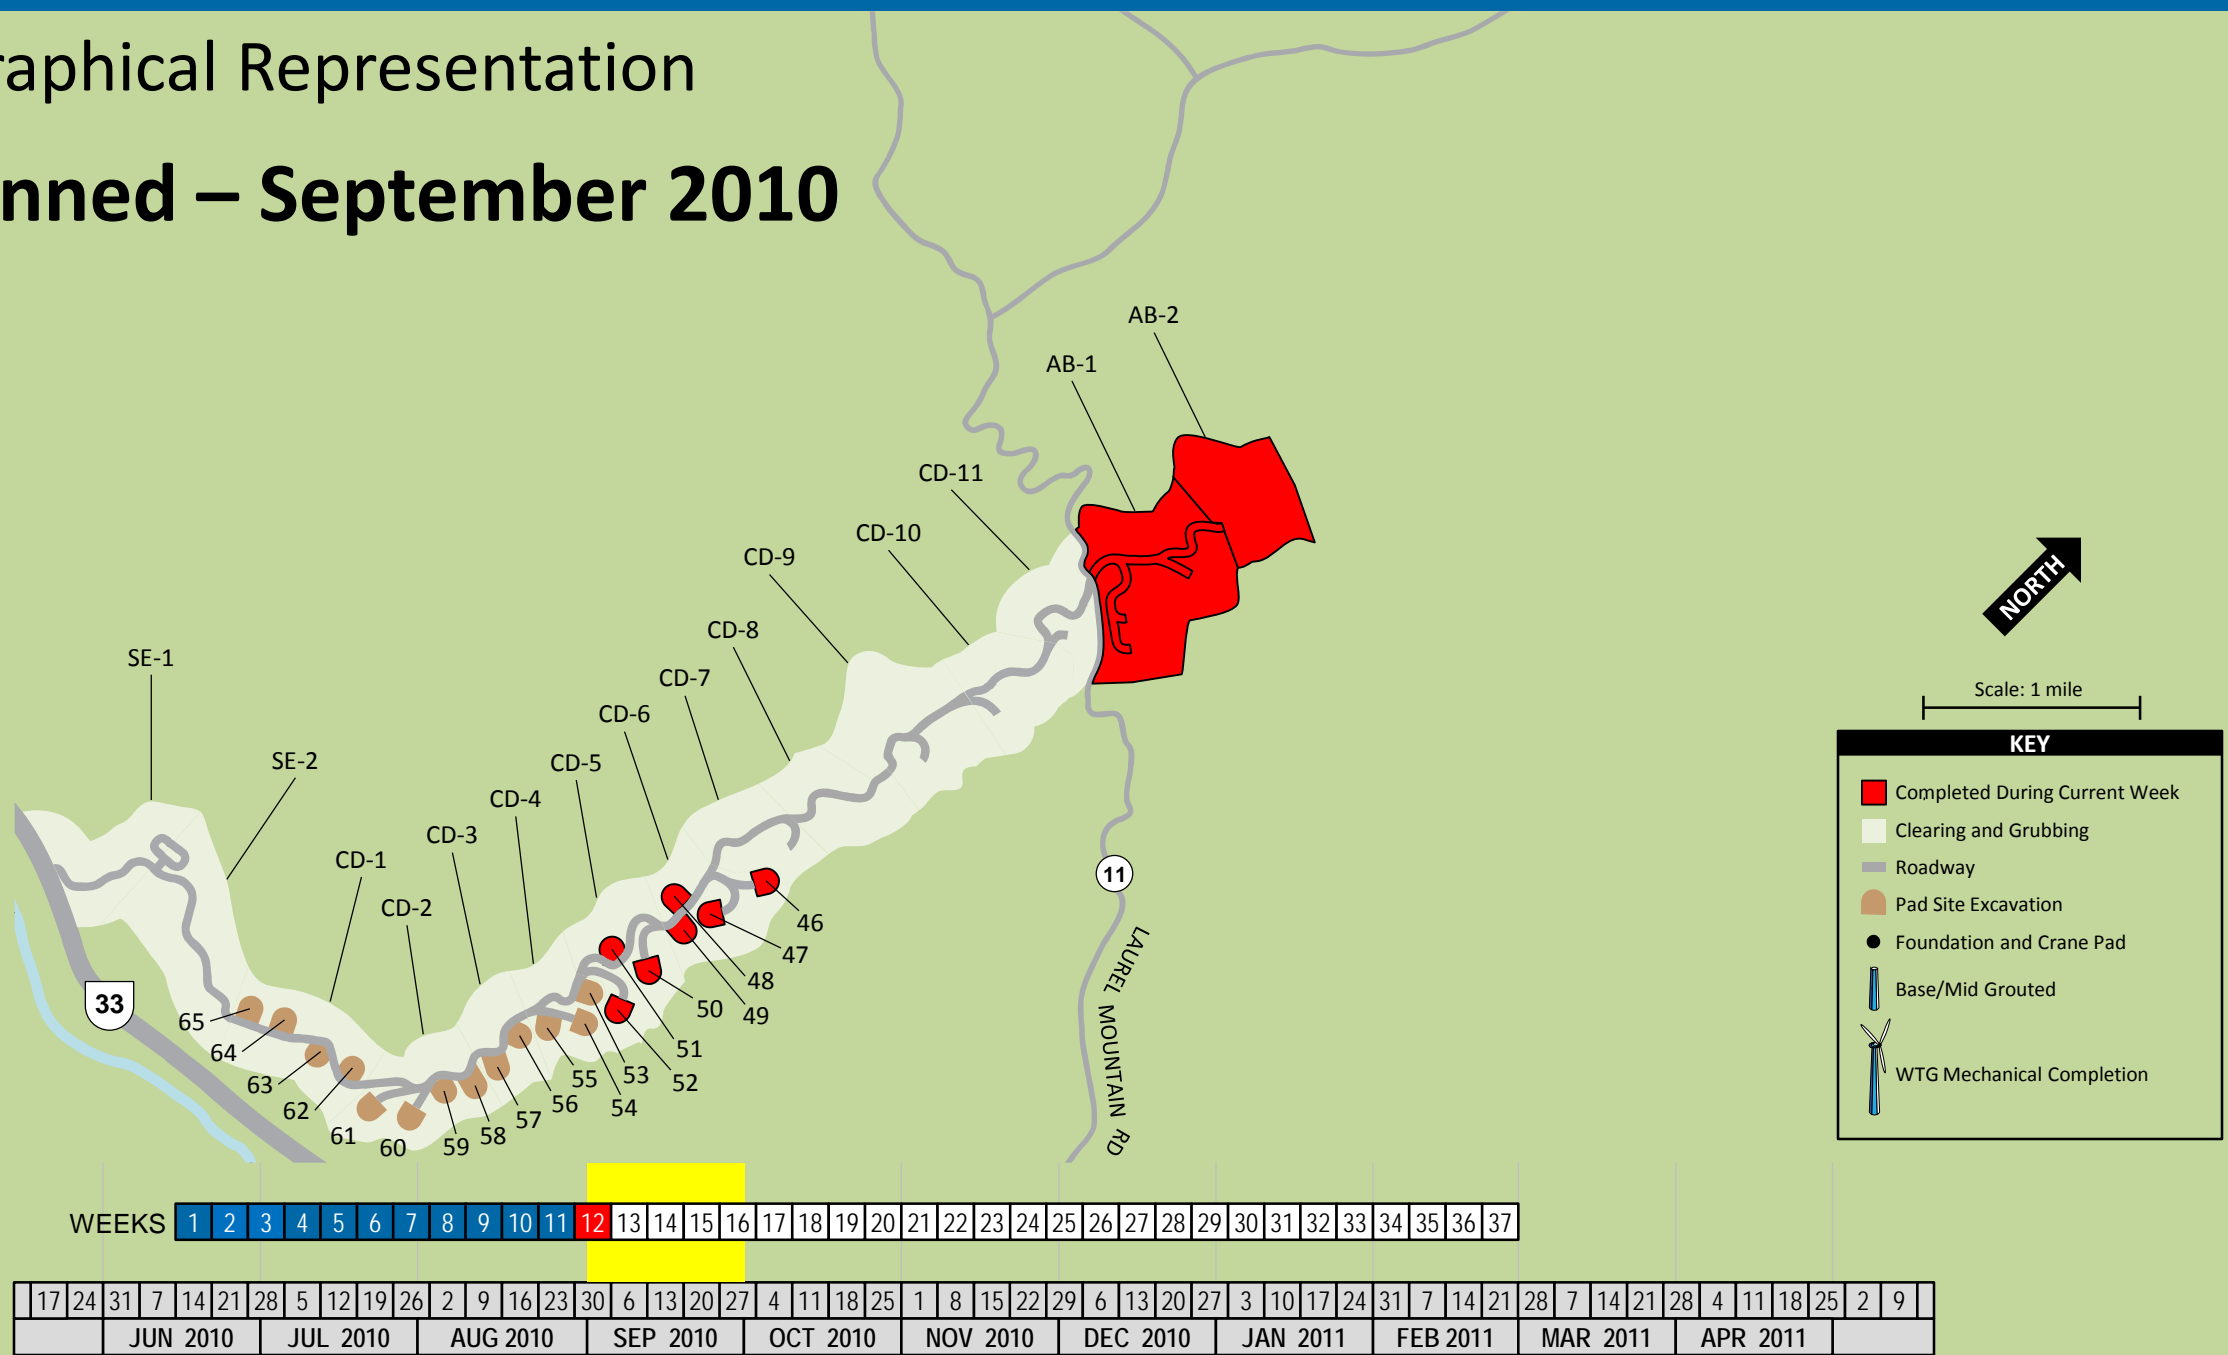 raphical Representation
nned – September 2010
AB-2
AB-1
CD-11
CD-10
CD-9
CD-8
CD-7
CD-6
CD-5
CD-4
CD-3
CD-2
CD-1
SE-2
SE-1
NORTH
Scale: 1 mile
KEY
Completed During Current Week
Clearing and Grubbing
Roadway
Pad Site Excavation
Foundation and Crane Pad
Base/Mid Grouted
WTG Mechanical Completion
33
11
LAUREL MOUNTAIN RD
46
47
48
49
50
51
52
53
54
55
56
57
58
59
60
61
62
63
64
65
WEEKS 1 2 3 4 5 6 7 8 9 10 11 12 13 14 15 16 17 18 19 20 21 22 23 24 25 26 27 28 29 30 31 32 33 34 35 36 37
17 24 31 7 14 21 28 5 12 19 26 2 9 16 23 30 6 13 20 27 4 11 18 25 1 8 15 22 29 6 13 20 27 3 10 17 24 31 7 14 21 28 7 14 21 28 4 11 18 25 2 9
JUN 2010 JUL 2010 AUG 2010 SEP 2010 OCT 2010 NOV 2010 DEC 2010 JAN 2011 FEB 2011 MAR 2011 APR 2011